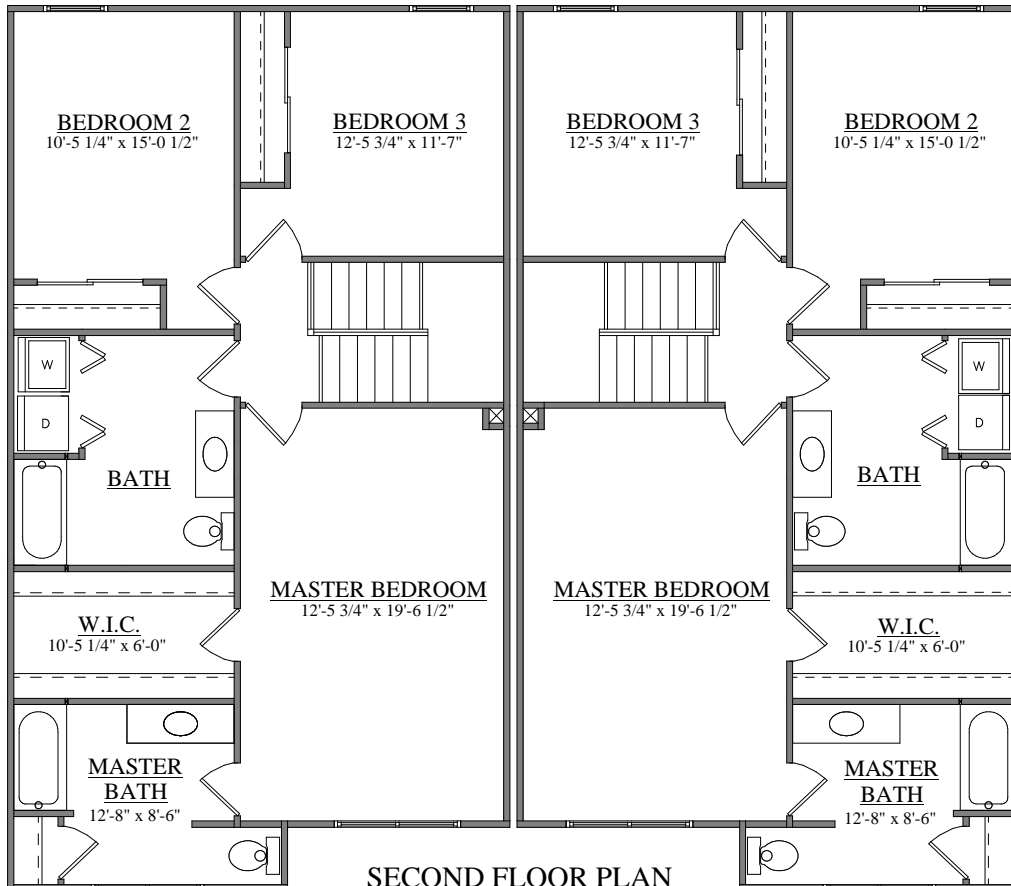 BEDROOM 2
10'-5 1/4" x 15'-0 1/2"
BEDROOM 3
12'-5 3/4" x 11'-7"
BEDROOM 3
12'-5 3/4" x 11'-7"
BEDROOM 2
10'-5 1/4" x 15'-0 1/2"
W
D
BATH
W
D
BATH
MASTER BEDROOM
12'-5 3/4" x 19'-6 1/2"
MASTER BEDROOM
12'-5 3/4" x 19'-6 1/2"
W.I.C.
10'-5 1/4" x 6'-0"
W.I.C.
10'-5 1/4" x 6'-0"
MASTER
BATH
12'-8" x 8'-6"
MASTER
BATH
12'-8" x 8'-6"
SECOND FLOOR PLAN